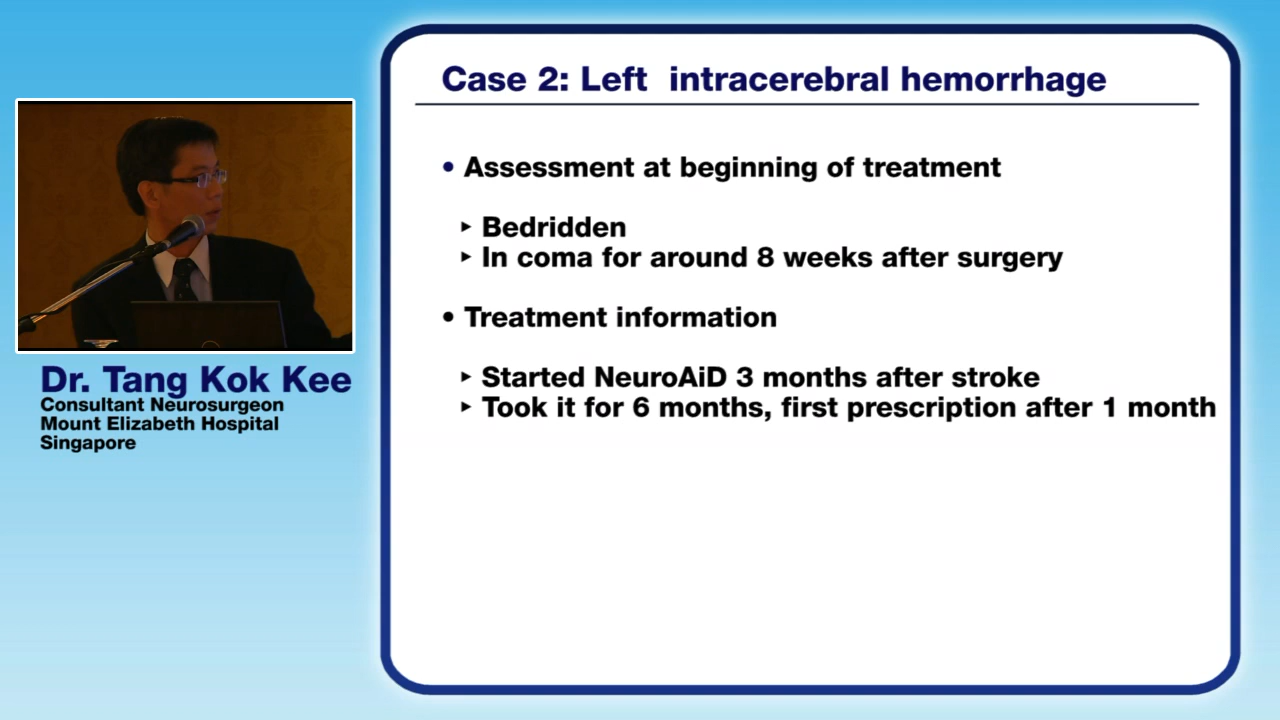 Case 2: Left intracerebral hemorrhage
• Assessment at beginning of treatment
‣ Bedridden
‣ In coma for around 8 weeks after surgery
• Treatment information
‣ Started NeuroAiD 3 months after stroke
‣ Took it for 6 months, first prescription after 1 month
Dr. Tang Kok Kee
Consultant Neurosurgeon
Mount Elizabeth Hospital
Singapore